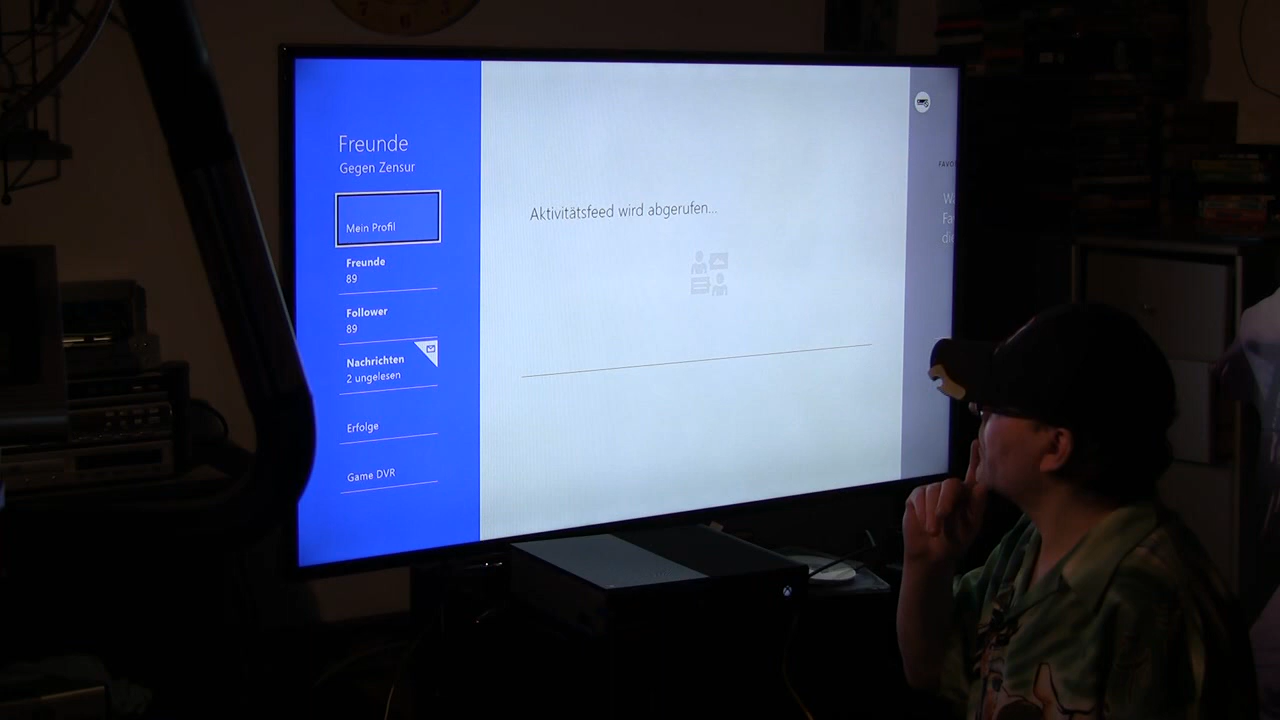 Freunde
Gegen Zensur
Mein Profil
Freunde
89
Follower
89
Nachrichten
2 ungelesen
Erfolge
Game DVR
Aktivitätsfeed wird abgerufen...